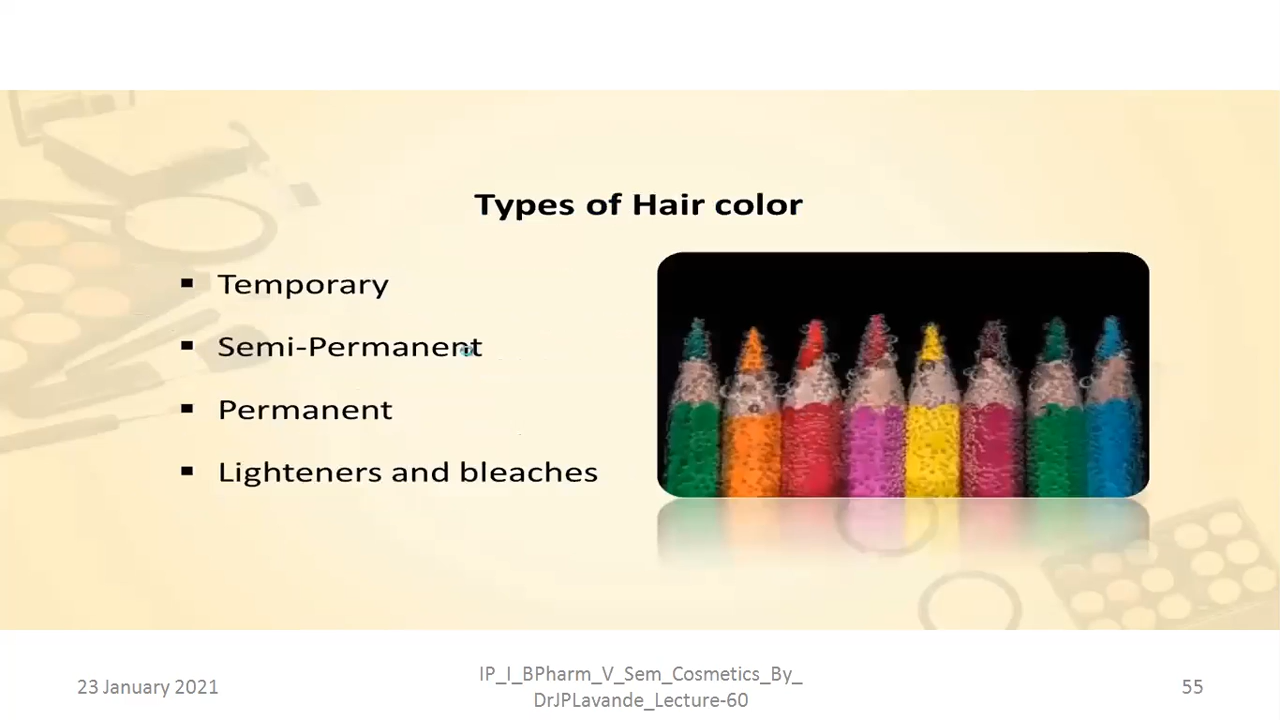 Types of Hair color
▪ Temporary
▪ Semi-Permanent
▪ Permanent
▪ Lighteners and bleaches
23 January 2021
IP_I_BPharm_V_Sem_Cosmetics_By_
DrJPLavande_Lecture-60
55